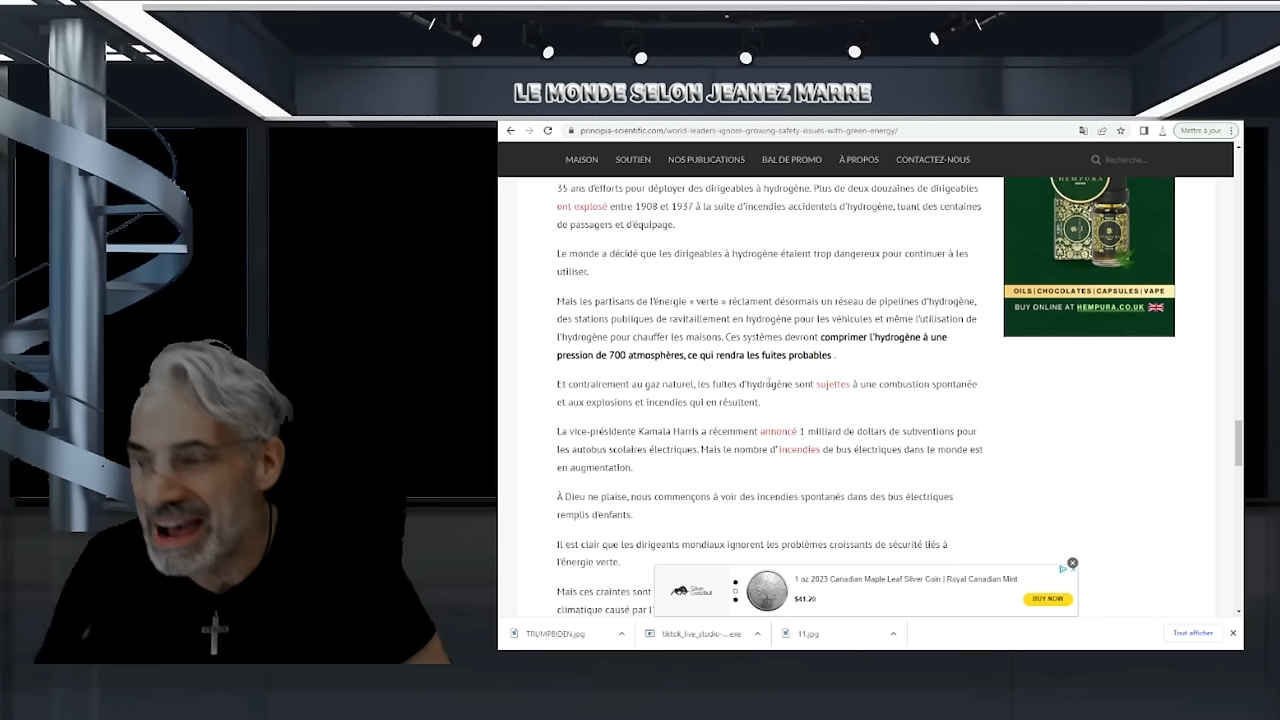 LE MONDE SELON JEANEZ MARRE
principia-scientific.com/world-leaders-ignore-growing-safety-issues-with-green-energy/
Mettre à jour
MAISON SOUTIEN NOS PUBLICATIONS BAL DE PROMO À PROPOS CONTACTEZ-NOUS Recherche...
35 ans d'efforts pour déployer des dirigeables à hydrogène. Plus de deux douzaines de dirigeables
ont explosé entre 1908 et 1937 à la suite d'incendies accidentels d'hydrogène, tuant des centaines
de passagers et d'équipage.
Le monde a décidé que les dirigeables à hydrogène étaient trop dangereux pour continuer à les
utiliser.
Mais les partisans de l'énergie « verte » réclament désormais un réseau de pipelines d'hydrogène,
des stations publiques de ravitaillement en hydrogène pour les véhicules et même l'utilisation de
l'hydrogène pour chauffer les maisons. Ces systèmes devront comprimer l'hydrogène à une
pression de 700 atmosphères, ce qui rendra les fuites probables .
Et contrairement au gaz naturel, les fuites d'hydrogène sont sujettes à une combustion spontanée
et aux explosions et incendies qui en résultent.
La vice-présidente Kamala Harris a récemment annoncé 1 milliard de dollars de subventions pour
les autobus scolaires électriques. Mais le nombre d' incendies de bus électriques dans le monde est
en augmentation.
À Dieu ne plaise, nous commençons à voir des incendies spontanés dans des bus électriques
remplis d'enfants.
Il est clair que les dirigeants mondiaux ignorent les problèmes croissants de sécurité liés à
l'énergie verte.
Mais ces craintes sont
climatique causé par l'
HEMPURA
OILS|CHOCOLATES|CAPSULES|VAPE
BUY ONLINE AT HEMPURA.CO.UK
Silver Gold Bull
1 oz 2023 Canadian Maple Leaf Silver Coin | Royal Canadian Mint
$41.20
BUY NOW
TRUMPBIDEN.jpg
tiktok_live_studio-....exe
11.jpg
Tout afficher